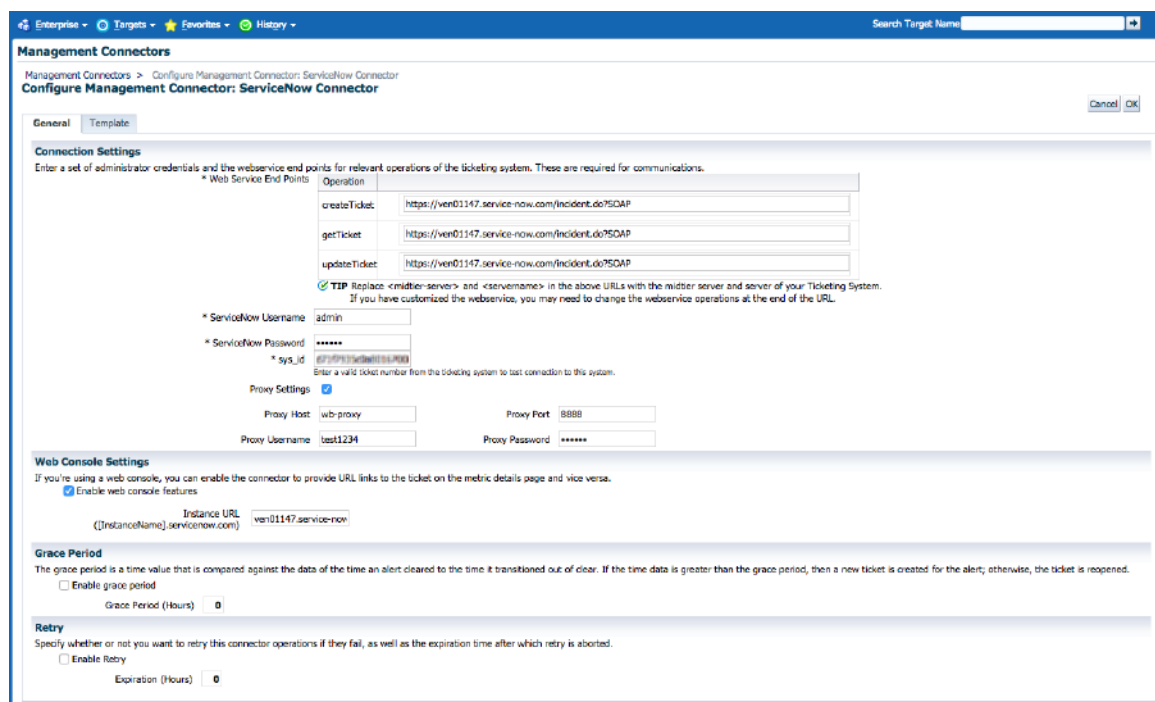 Enterprise Targets Favorites History Search Target Name
Management Connectors
Management Connectors > Configure Management Connector: ServiceNow Connector
Configure Management Connector: ServiceNow Connector
Cancel OK
General Template
Connection Settings
Enter a set of administrator credentials and the webservice end points for relevant operations of the ticketing system. These are required for communications.
* Web Service End Points Operation
createTicket https://ven01147.service-now.com/incident.do?SOAP
getTicket https://ven01147.service-now.com/incident.do?SOAP
updateTicket https://ven01147.service-now.com/incident.do?SOAP
TIP Replace <midtier-server> and <servername> in the above URLs with the midtier server and server of your Ticketing System.
If you have customized the webservice, you may need to change the webservice operations at the end of the URL.
* ServiceNow Username admin
* ServiceNow Password ••••••
* sys_id
Enter a valid ticket number from the ticketing system to test connection to this system.
Proxy Settings
Proxy Host wb-proxy Proxy Port 8888
Proxy Username test1234 Proxy Password ••••••
Web Console Settings
If you're using a web console, you can enable the connector to provide URL links to the ticket on the metric details page and vice versa.
Enable web console features
Instance URL
([InstanceName].servicenow.com) ven01147.service-now
Grace Period
The grace period is a time value that is compared against the data of the time an alert cleared to the time it transitioned out of clear. If the time data is greater than the grace period, then a new ticket is created for the alert; otherwise, the ticket is reopened.
Enable grace period
Grace Period (Hours) 0
Retry
Specify whether or not you want to retry this connector operations if they fail, as well as the expiration time after which retry is aborted.
Enable Retry
Expiration (Hours) 0